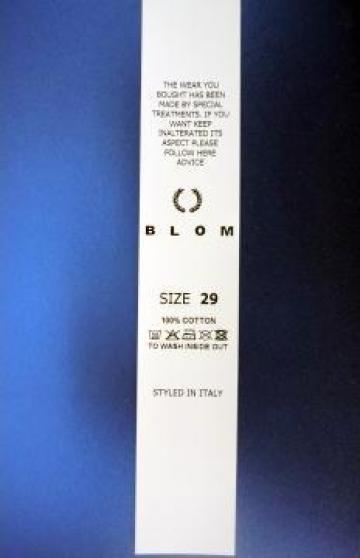 THE WEAR YOU
BOUGHT HAS BEEN
MADE BY SPECIAL
TREATMENTS. IF YOU
WANT KEEP
INALTERATED ITS
ASPECT PLEASE
FOLLOW HERE
ADVICE
BLOM
SIZE 29
100% COTTON
TO WASH INSIDE OUT
STYLED IN ITALY